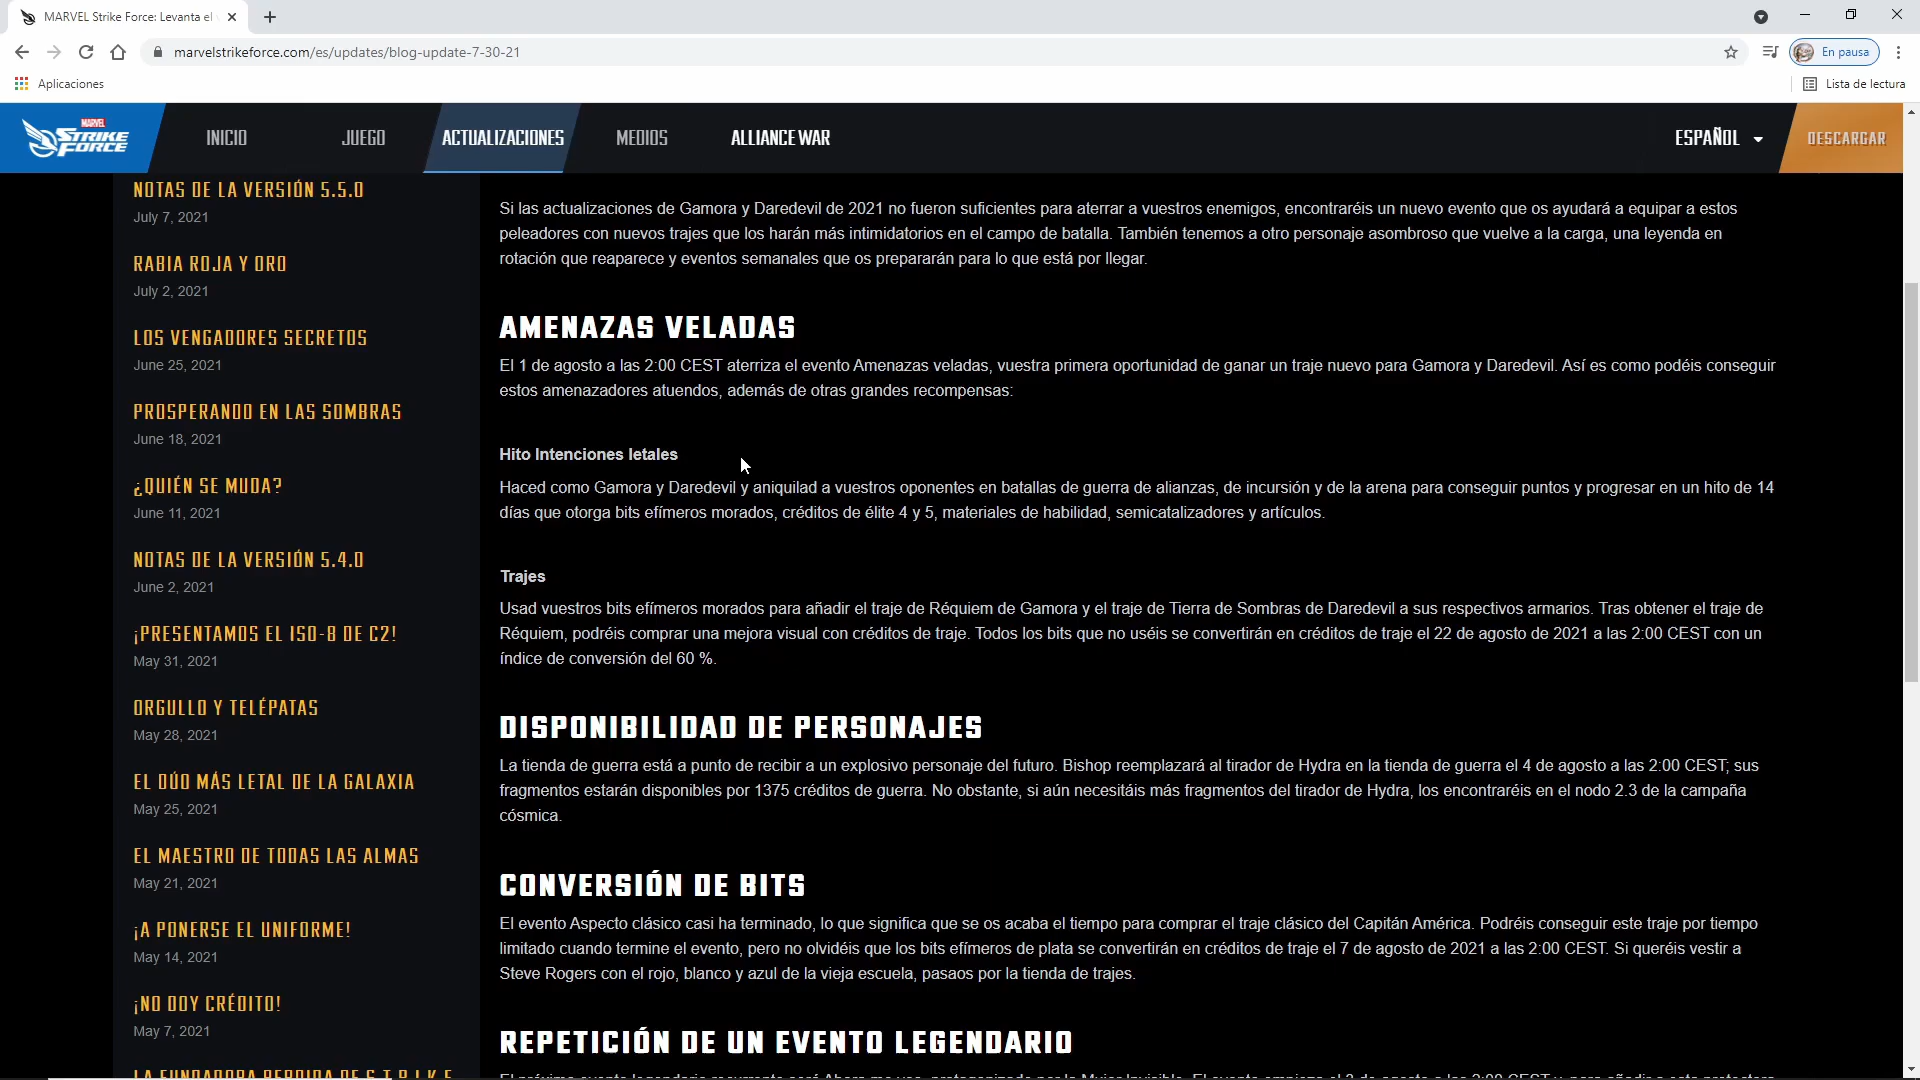 MARVEL Strike Force: Levanta el
marvelstrikeforce.com/es/updates/blog-update-7-30-21
En pausa
Aplicaciones
Lista de lectura
MARVEL
STRIKE
FORCE
INICIO
JUEGO
ACTUALIZACIONES
MEDIOS
ALLIANCE WAR
ESPAÑOL
DESCARGAR
NOTAS DE LA VERSIÓN 5.5.0
July 7, 2021
RABIA ROJA Y ORO
July 2, 2021
LOS VENGADORES SECRETOS
June 25, 2021
PROSPERANDO EN LAS SOMBRAS
June 18, 2021
¿QUIÉN SE MUDA?
June 11, 2021
NOTAS DE LA VERSIÓN 5.4.0
June 2, 2021
¡PRESENTAMOS EL ISO-8 DE C2!
May 31, 2021
ORGULLO Y TELÉPATAS
May 28, 2021
EL DÚO MÁS LETAL DE LA GALAXIA
May 25, 2021
EL MAESTRO DE TODAS LAS ALMAS
May 21, 2021
¡A PONERSE EL UNIFORME!
May 14, 2021
¡NO DOY CRÉDITO!
May 7, 2021
LA FUNDADORA PERDIDA DE S.T.R.I.K.E.
Si las actualizaciones de Gamora y Daredevil de 2021 no fueron suficientes para aterrar a vuestros enemigos, encontraréis un nuevo evento que os ayudará a equipar a estos
peleadores con nuevos trajes que los harán más intimidatorios en el campo de batalla. También tenemos a otro personaje asombroso que vuelve a la carga, una leyenda en
rotación que reaparece y eventos semanales que os prepararán para lo que está por llegar.
AMENAZAS VELADAS
El 1 de agosto a las 2:00 CEST aterriza el evento Amenazas veladas, vuestra primera oportunidad de ganar un traje nuevo para Gamora y Daredevil. Así es como podéis conseguir
estos amenazadores atuendos, además de otras grandes recompensas:
Hito Intenciones letales
Haced como Gamora y Daredevil y aniquilad a vuestros oponentes en batallas de guerra de alianzas, de incursión y de la arena para conseguir puntos y progresar en un hito de 14
días que otorga bits efímeros morados, créditos de élite 4 y 5, materiales de habilidad, semicatalizadores y artículos.
Trajes
Usad vuestros bits efímeros morados para añadir el traje de Réquiem de Gamora y el traje de Tierra de Sombras de Daredevil a sus respectivos armarios. Tras obtener el traje de
Réquiem, podréis comprar una mejora visual con créditos de traje. Todos los bits que no uséis se convertirán en créditos de traje el 22 de agosto de 2021 a las 2:00 CEST con un
índice de conversión del 60 %.
DISPONIBILIDAD DE PERSONAJES
La tienda de guerra está a punto de recibir a un explosivo personaje del futuro. Bishop reemplazará al tirador de Hydra en la tienda de guerra el 4 de agosto a las 2:00 CEST; sus
fragmentos estarán disponibles por 1375 créditos de guerra. No obstante, si aún necesitáis más fragmentos del tirador de Hydra, los encontraréis en el nodo 2.3 de la campaña
cósmica.
CONVERSIÓN DE BITS
El evento Aspecto clásico casi ha terminado, lo que significa que se os acaba el tiempo para comprar el traje clásico del Capitán América. Podréis conseguir este traje por tiempo
limitado cuando termine el evento, pero no olvidéis que los bits efímeros de plata se convertirán en créditos de traje el 7 de agosto de 2021 a las 2:00 CEST. Si queréis vestir a
Steve Rogers con el rojo, blanco y azul de la vieja escuela, pasaos por la tienda de trajes.
REPETICIÓN DE UN EVENTO LEGENDARIO